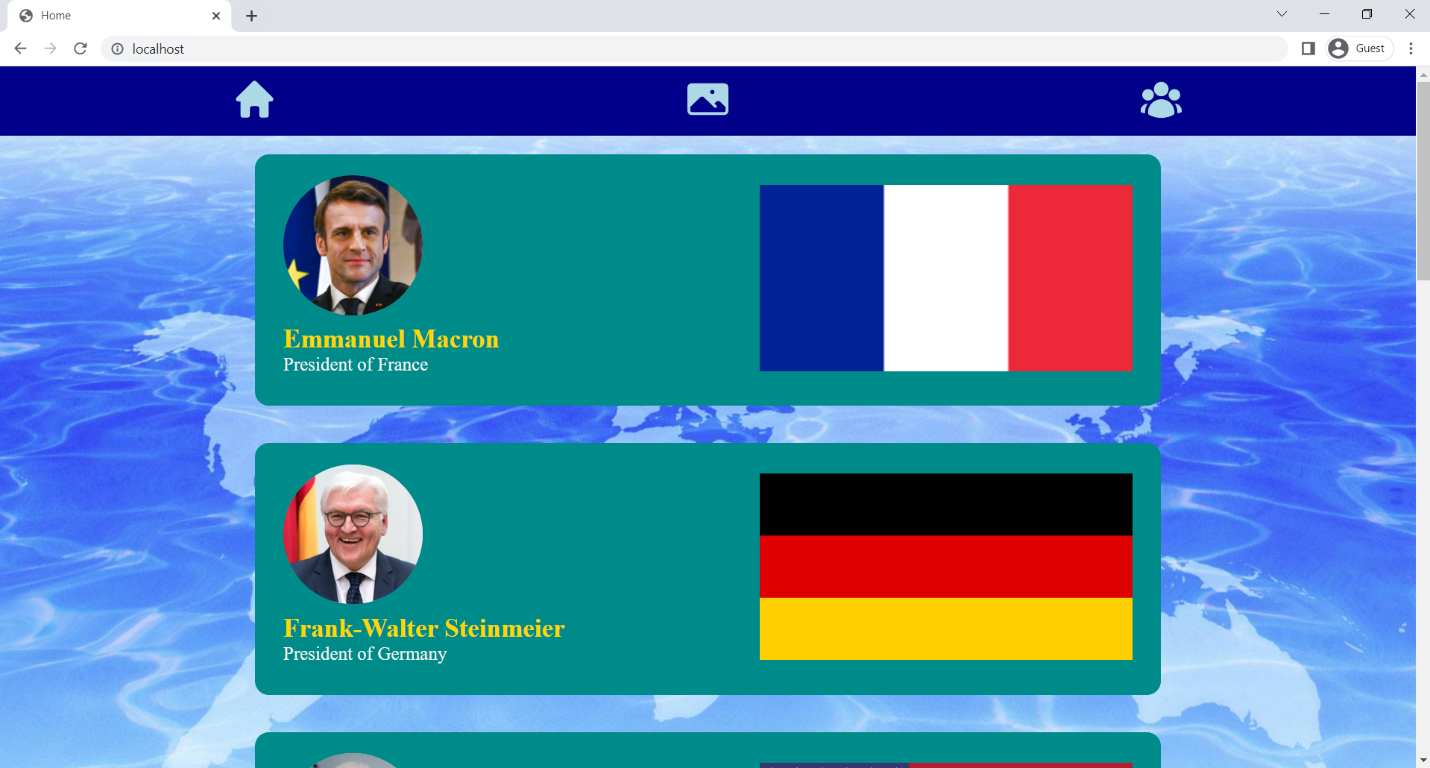 Home
localhost
Guest
Emmanuel Macron
President of France
Frank-Walter Steinmeier
President of Germany